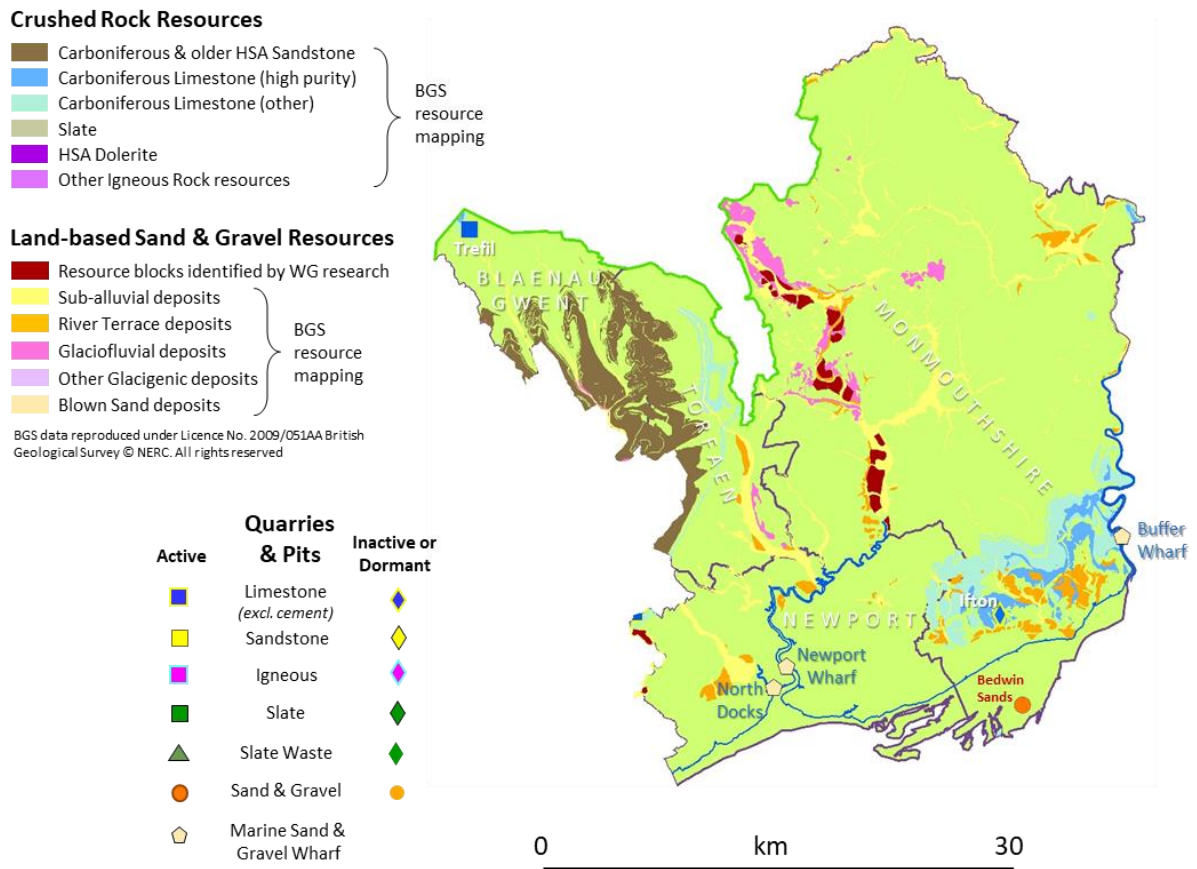 Crushed Rock Resources
Carboniferous & older HSA Sandstone
Carboniferous Limestone (high purity)
Carboniferous Limestone (other)
Slate
HSA Dolerite
Other Igneous Rock resources
BGS
resource
mapping
Land-based Sand & Gravel Resources
Resource blocks identified by WG research
Sub-alluvial deposits
River Terrace deposits
Glaciofluvial deposits
Other Glacigenic deposits
Blown Sand deposits
BGS
resource
mapping
BGS data reproduced under Licence No. 2009/051AA British
Geological Survey © NERC. All rights reserved
Quarries
& Pits
Active
Inactive or
Dormant
Limestone
(excl. cement)
Sandstone
Igneous
Slate
Slate Waste
Sand & Gravel
Marine Sand &
Gravel Wharf
Trefil
BLAENAU
GWENT
TORFAEN
MONMOUTHSHIRE
NEWPORT
Ifton
Buffer
Wharf
Newport
Wharf
North
Docks
Bedwin
Sands
0 km 30